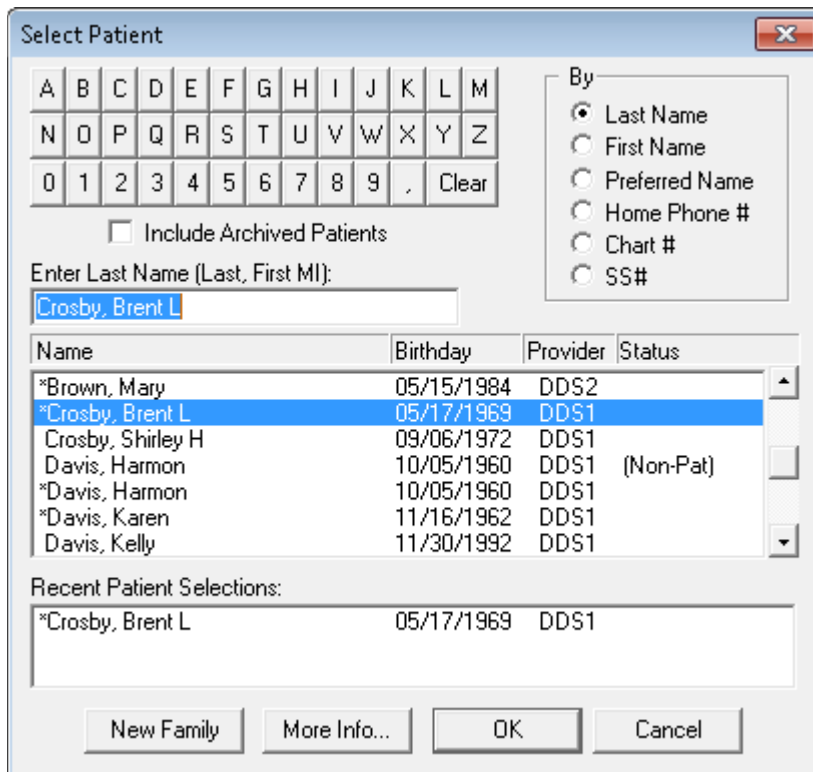 Select Patient
A B C D E F G H I J K L M
N O P Q R S T U V W X Y Z
0 1 2 3 4 5 6 7 8 9 , Clear
Include Archived Patients
By
Last Name
First Name
Preferred Name
Home Phone #
Chart #
SS#
Enter Last Name (Last, First MI):
Crosby, Brent L
Name Birthday Provider Status
*Brown, Mary 05/15/1984 DDS2
*Crosby, Brent L 05/17/1969 DDS1
Crosby, Shirley H 09/06/1972 DDS1
Davis, Harmon 10/05/1960 DDS1 (Non-Pat)
*Davis, Harmon 10/05/1960 DDS1
*Davis, Karen 11/16/1962 DDS1
Davis, Kelly 11/30/1992 DDS1
Recent Patient Selections:
*Crosby, Brent L 05/17/1969 DDS1
New Family More Info... OK Cancel